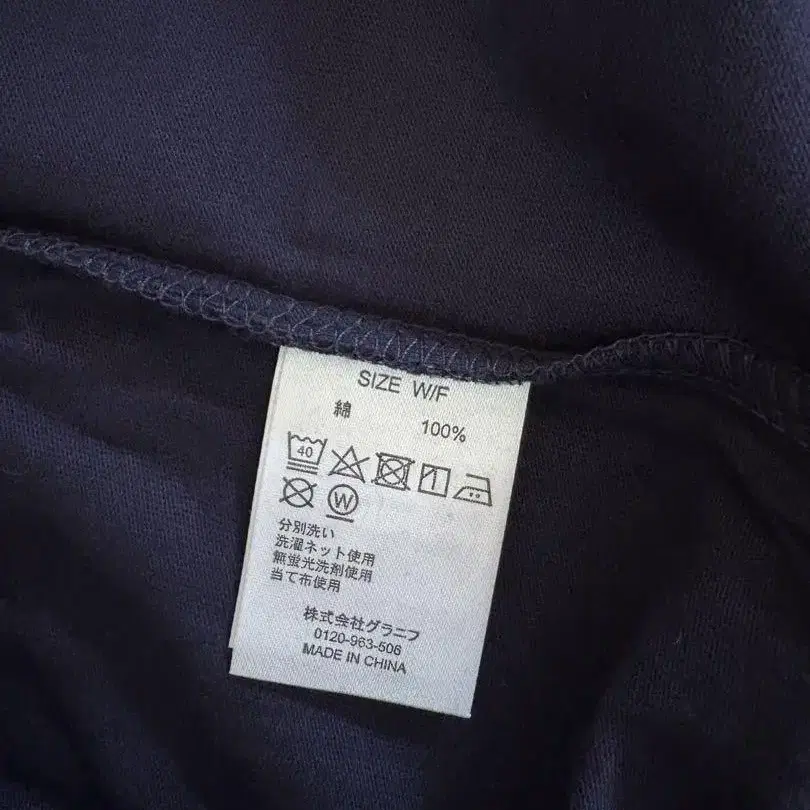 SIZE W/F
綿 100%
40
W
分別洗い
洗濯ネット使用
無蛍光洗剤使用
当て布使用
株式会社グラニフ
0120-963-506
MADE IN CHINA